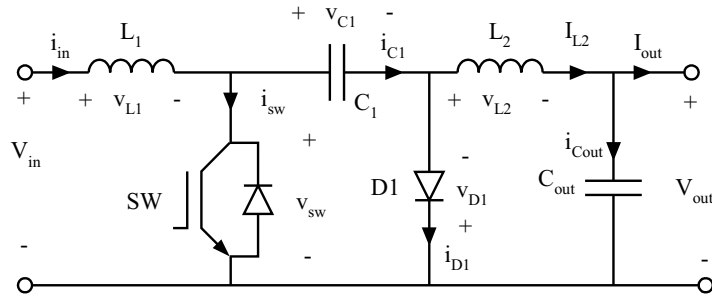 + v_C1 -
i_in L_1 i_C1 L_2 I_L2 I_out
+ + v_L1 - i_sw C_1 + v_L2 - +
V_in + - i_Cout
SW v_sw D1 v_D1 C_out V_out
+
- - i_D1 -